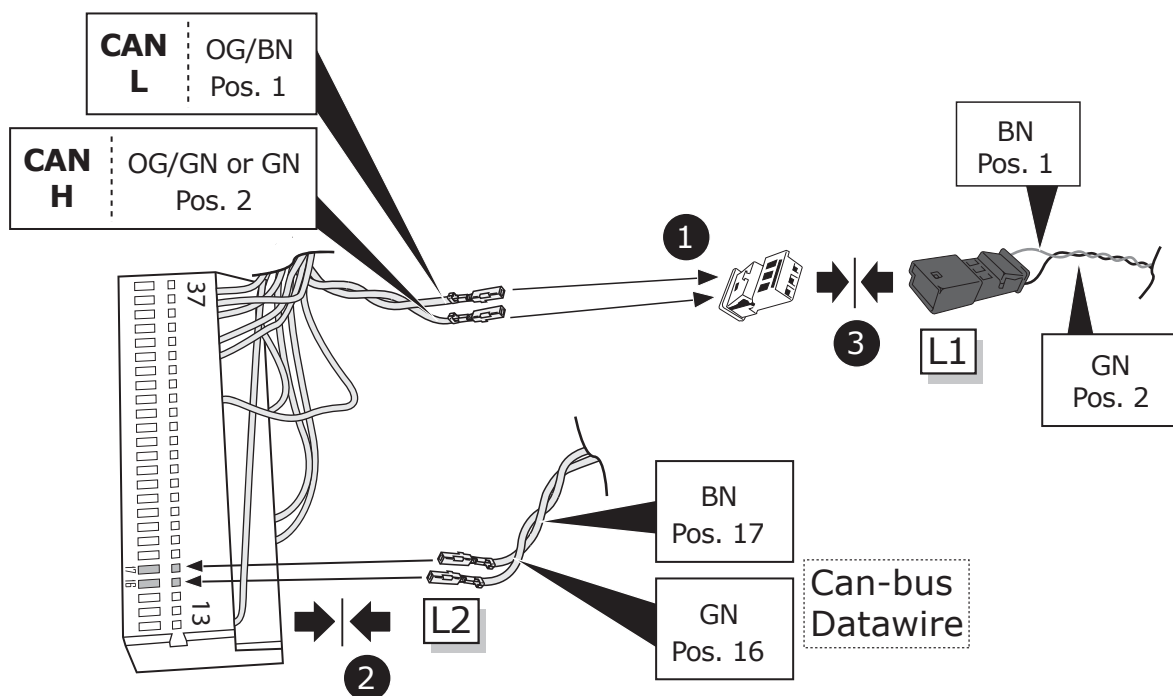 CAN
L
OG/BN
Pos. 1
CAN
H
OG/GN or GN
Pos. 2
BN
Pos. 1
1
37
3
L1
GN
Pos. 2
BN
Pos. 17
17
16
13
L2
GN
Pos. 16
Can-bus
Datawire
2